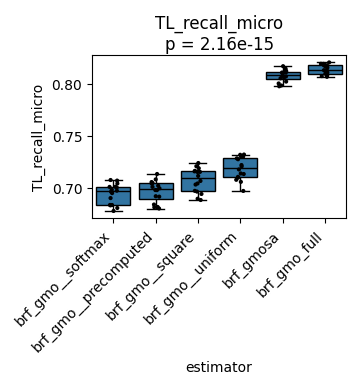 TL_recall_micro
p = 2.16e-15
TL_recall_micro
0.80
0.75
0.70
brf_gmo__softmax
brf_gmo__precomputed
brf_gmo__square
brf_gmo__uniform
brf_gmosa
brf_gmo_full
estimator